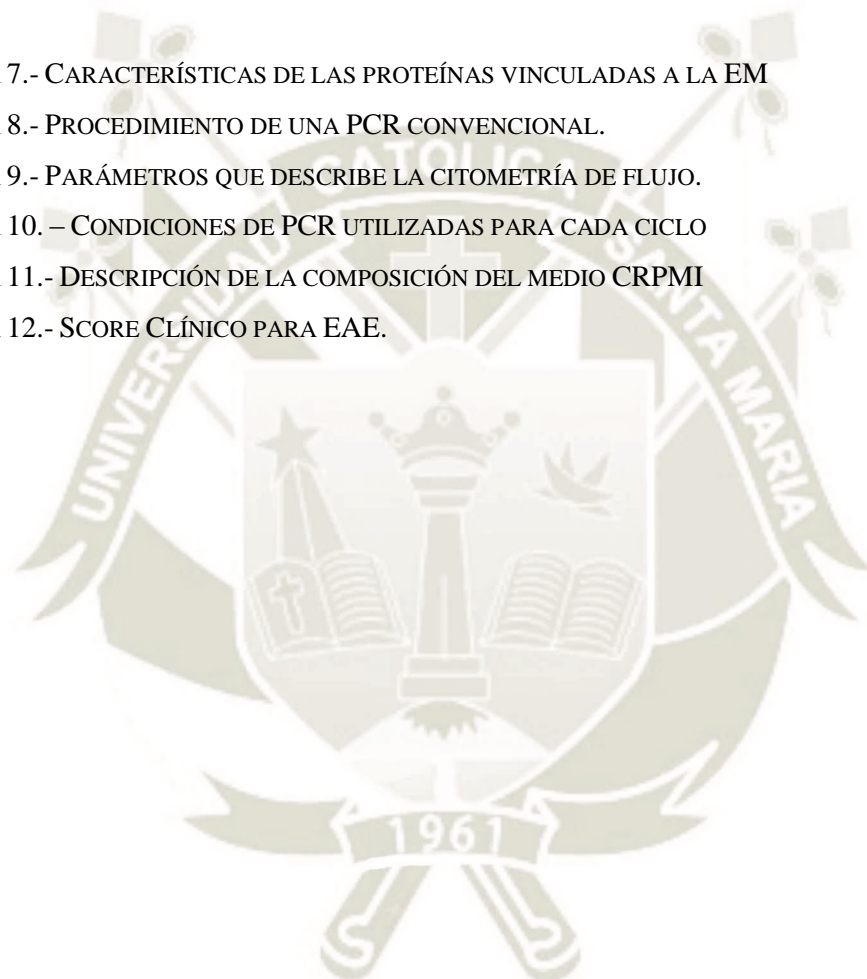 7.- CARACTERÍSTICAS DE LAS PROTEÍNAS VINCULADAS A LA EM
8.- PROCEDIMIENTO DE UNA PCR CONVENCIONAL.
9.- PARÁMETROS QUE DESCRIBE LA CITOMETRÍA DE FLUJO.
10. – CONDICIONES DE PCR UTILIZADAS PARA CADA CICLO
11.- DESCRIPCIÓN DE LA COMPOSICIÓN DEL MEDIO CRPMI
12.- SCORE CLÍNICO PARA EAE.
UNIVERSIDAD CATOLICA SANTA MARIA
1961